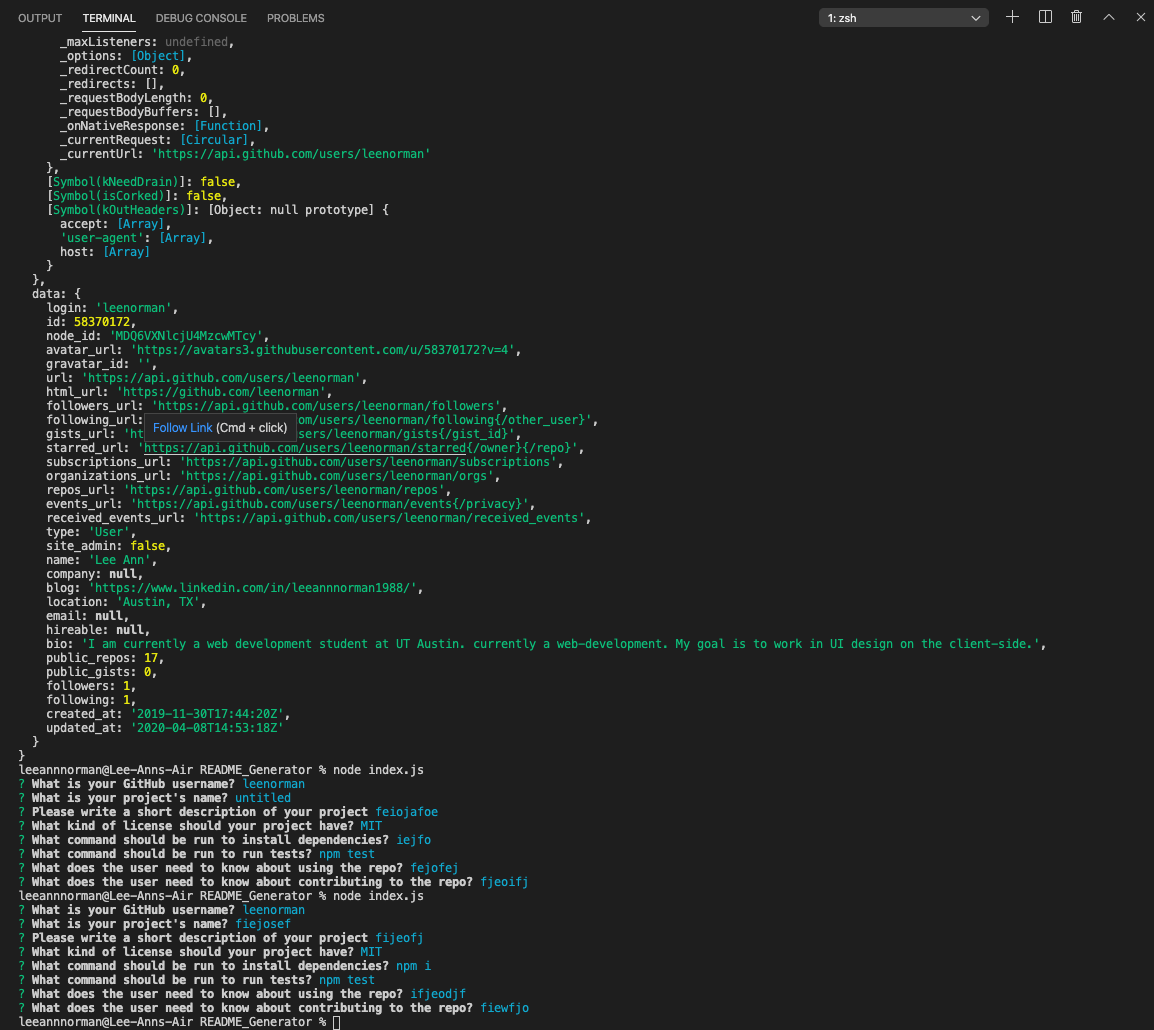 OUTPUT TERMINAL DEBUG CONSOLE PROBLEMS 1: zsh
_maxListeners: undefined,
_options: [Object],
_redirectCount: 0,
_redirects: [],
_requestBodyLength: 0,
_requestBodyBuffers: [],
_onNativeResponse: [Function],
_currentRequest: [Circular],
_currentUrl: 'https://api.github.com/users/leenorman'
},
[Symbol(kNeedDrain)]: false,
[Symbol(isCorked)]: false,
[Symbol(kOutHeaders)]: [Object: null prototype] {
accept: [Array],
'user-agent': [Array],
host: [Array]
}
},
data: {
login: 'leenorman',
id: 58370172,
node_id: 'MDQ6VXNlcjU4MzcwMTcy',
avatar_url: 'https://avatars3.githubusercontent.com/u/58370172?v=4',
gravatar_id: '',
url: 'https://api.github.com/users/leenorman',
html_url: 'https://github.com/leenorman',
followers_url: 'https://api.github.com/users/leenorman/followers',
following_url: om/users/leenorman/following{/other_user}',
Follow Link (Cmd + click)
gists_url: 'ht sers/leenorman/gists{/gist_id}',
starred_url: 'https://api.github.com/users/leenorman/starred{/owner}{/repo}',
subscriptions_url: 'https://api.github.com/users/leenorman/subscriptions',
organizations_url: 'https://api.github.com/users/leenorman/orgs',
repos_url: 'https://api.github.com/users/leenorman/repos',
events_url: 'https://api.github.com/users/leenorman/events{/privacy}',
received_events_url: 'https://api.github.com/users/leenorman/received_events',
type: 'User',
site_admin: false,
name: 'Lee Ann',
company: null,
blog: 'https://www.linkedin.com/in/leeannnorman1988/',
location: 'Austin, TX',
email: null,
hireable: null,
bio: 'I am currently a web development student at UT Austin. currently a web-development. My goal is to work in UI design on the client-side.',
public_repos: 17,
public_gists: 0,
followers: 1,
following: 1,
created_at: '2019-11-30T17:44:20Z',
updated_at: '2020-04-08T14:53:18Z'
}
}
leeannnorman@Lee-Anns-Air README_Generator % node index.js
? What is your GitHub username? leenorman
? What is your project's name? untitled
? Please write a short description of your project feiojafoe
? What kind of license should your project have? MIT
? What command should be run to install dependencies? iejfo
? What command should be run to run tests? npm test
? What does the user need to know about using the repo? fejofej
? What does the user need to know about contributing to the repo? fjeoifj
leeannnorman@Lee-Anns-Air README_Generator % node index.js
? What is your GitHub username? leenorman
? What is your project's name? fiejosef
? Please write a short description of your project fijeofj
? What kind of license should your project have? MIT
? What command should be run to install dependencies? npm i
? What command should be run to run tests? npm test
? What does the user need to know about using the repo? ifjeodjf
? What does the user need to know about contributing to the repo? fiewfjo
leeannnorman@Lee-Anns-Air README_Generator %